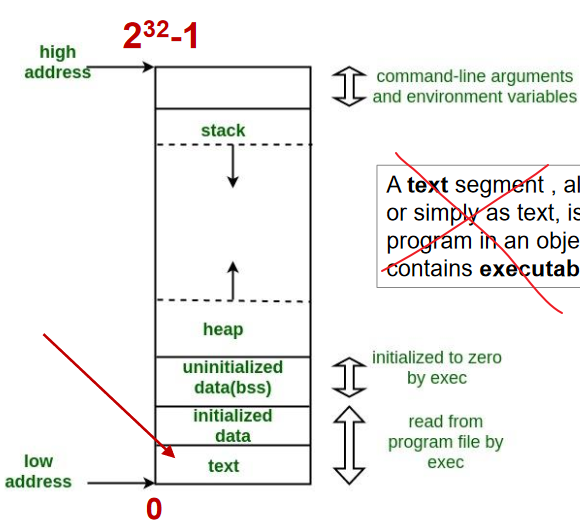 2³²-1
high
address
command-line arguments
and environment variables
stack
A text segment , al
or simply as text, is
program in an obje
contains executab
heap
uninitialized
data(bss)
initialized to zero
by exec
initialized
data
read from
program file by
exec
text
low
address
0